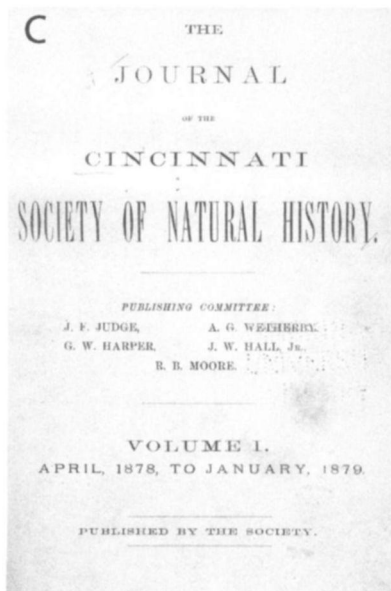 C
THE
JOURNAL
OF THE
CINCINNATI
SOCIETY OF NATURAL HISTORY.
PUBLISHING COMMITTEE:
J. F. JUDGE, A. G. WETHERBY,
G. W. HARPER, J. W. HALL, JR.,
R. B. MOORE.
VOLUME I.
APRIL, 1878, TO JANUARY, 1879.
PUBLISHED BY THE SOCIETY.